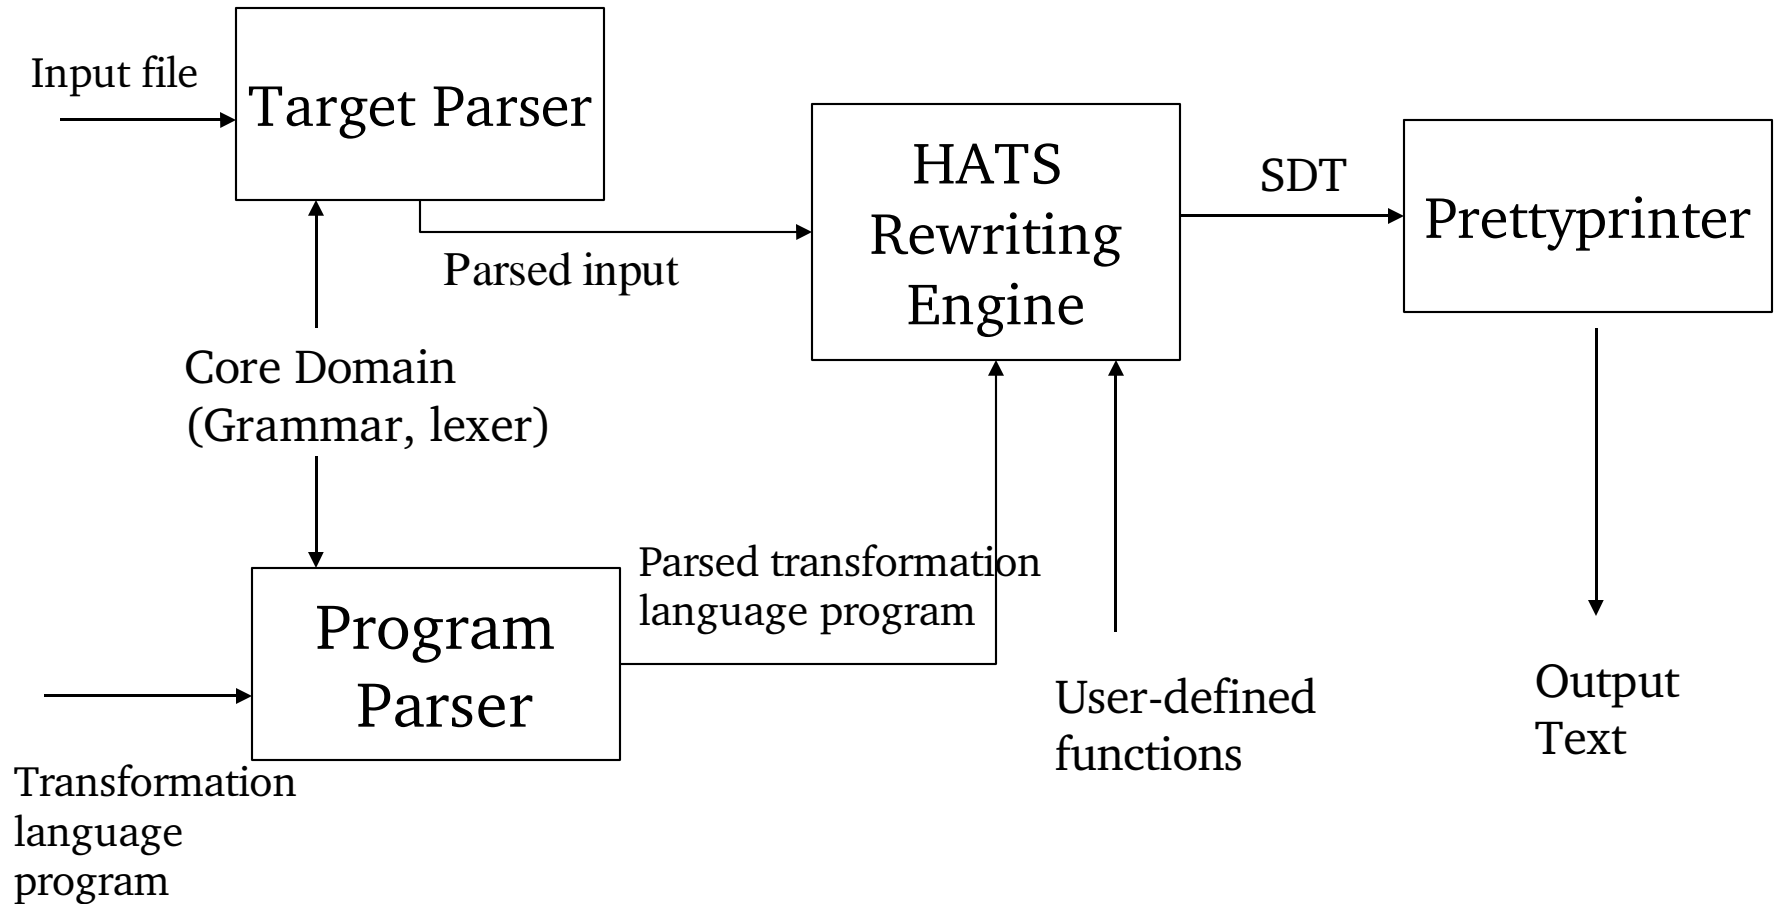 Input file
Target Parser
HATS
Rewriting
Engine
SDT
Prettyprinter
Parsed input
Core Domain
(Grammar, lexer)
Parsed transformation
language program
Program
Parser
User-defined
functions
Output
Text
Transformation
language
program